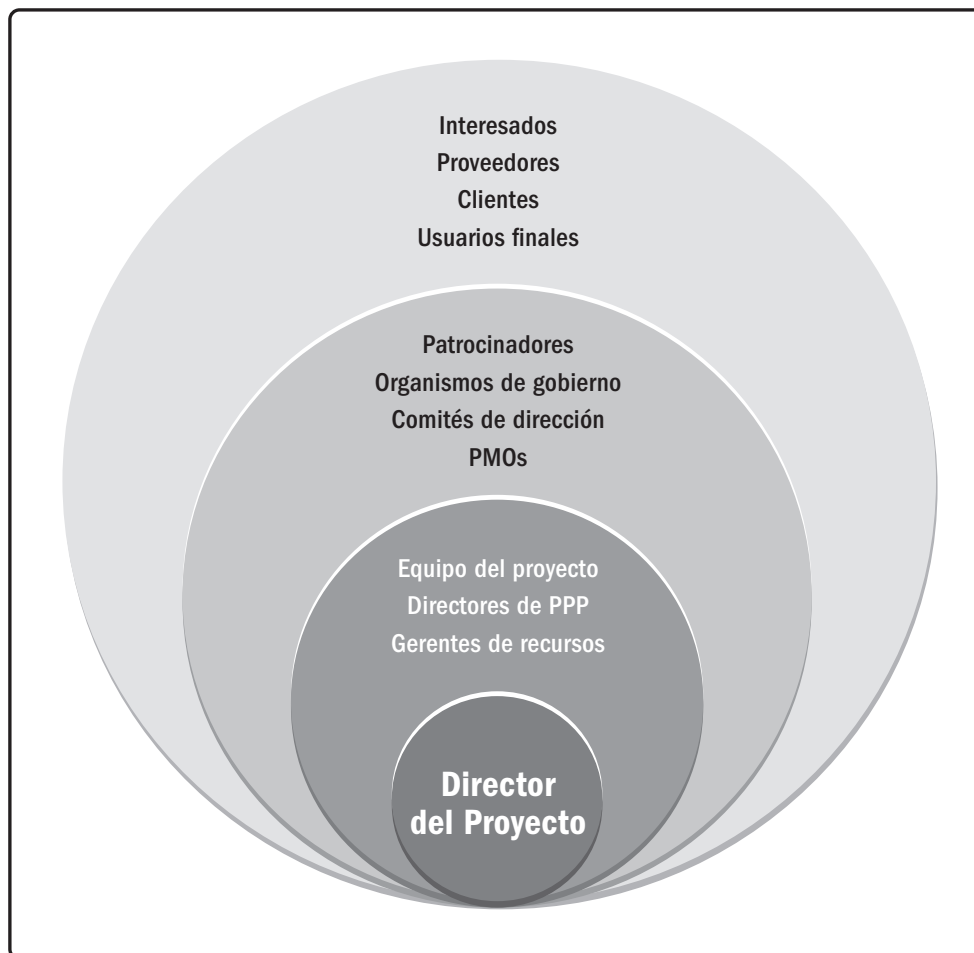 Interesados
Proveedores
Clientes
Usuarios finales
Patrocinadores
Organismos de gobierno
Comités de dirección
PMOs
Equipo del proyecto
Directores de PPP
Gerentes de recursos
Director
del Proyecto